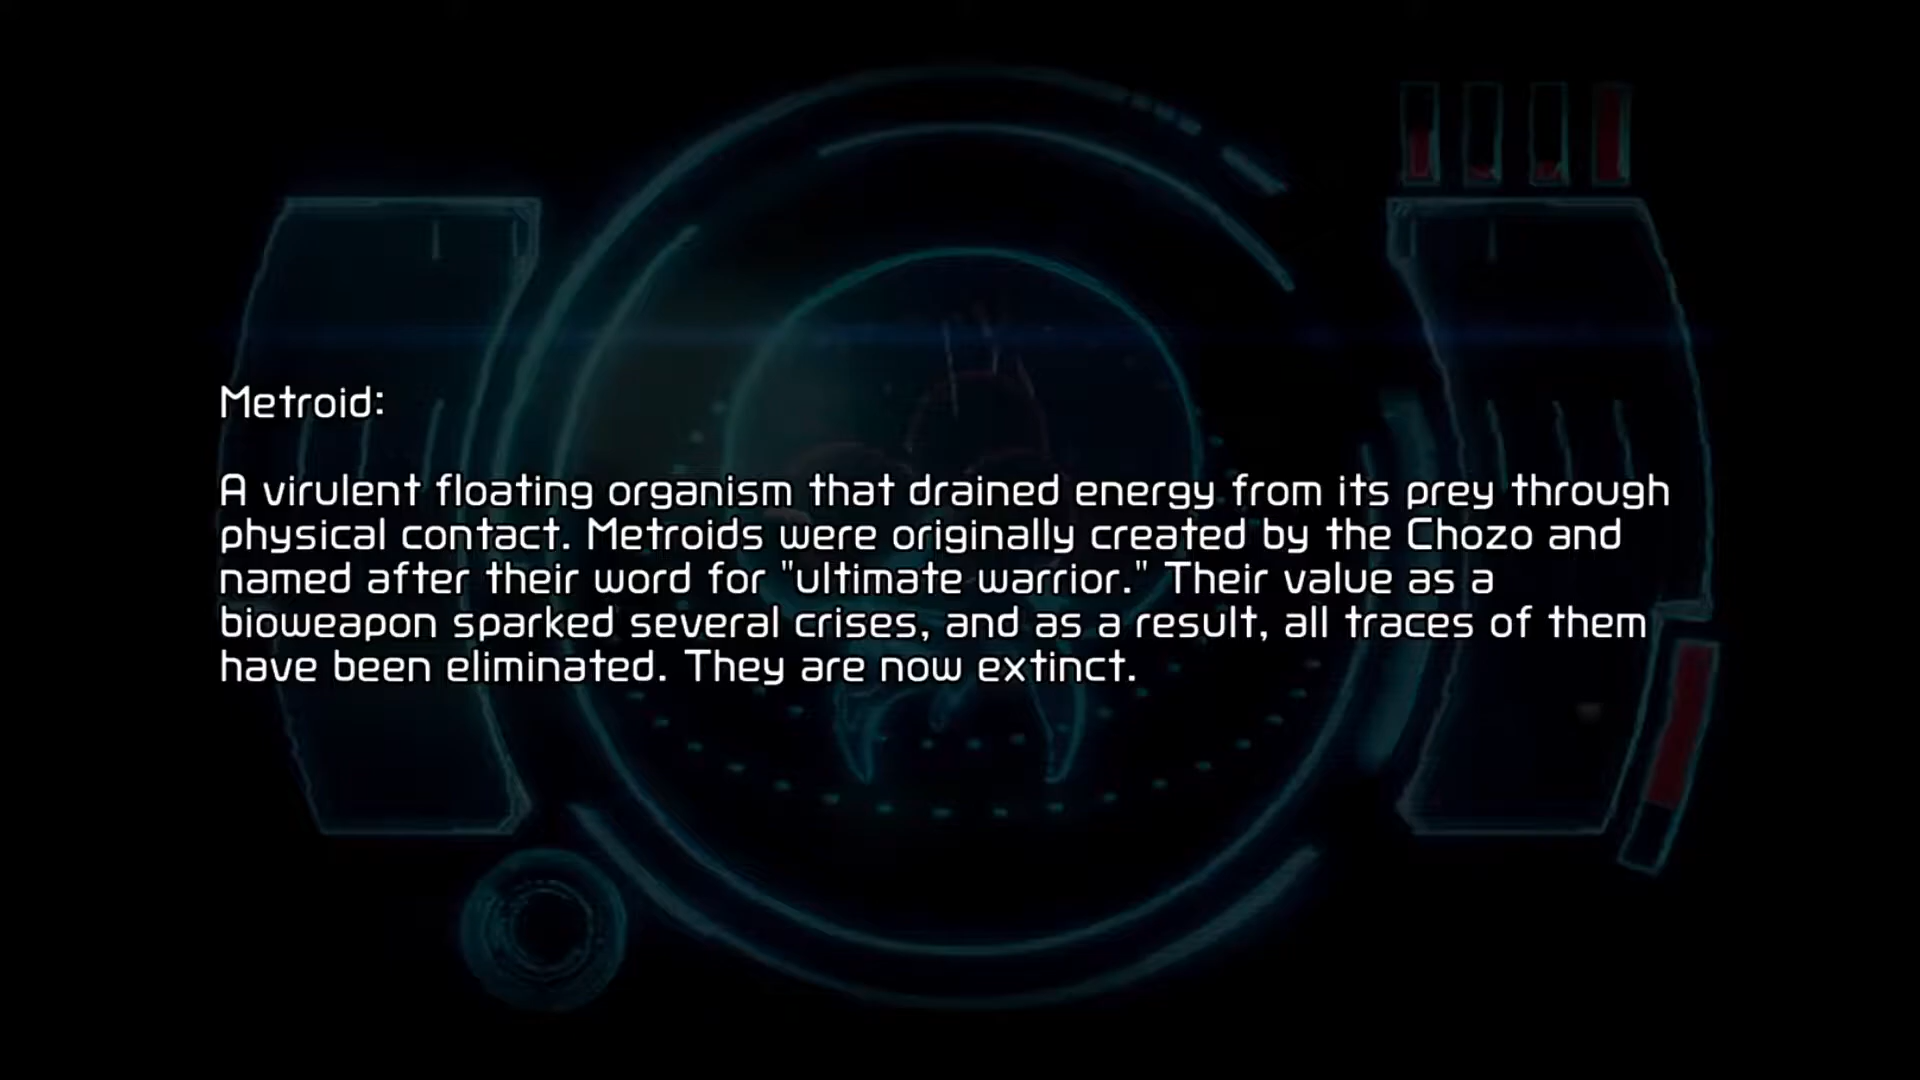 Metroid:
A virulent floating organism that drained energy from its prey through
physical contact. Metroids were originally created by the Chozo and
named after their word for "ultimate warrior." Their value as a
bioweapon sparked several crises, and as a result, all traces of them
have been eliminated. They are now extinct.